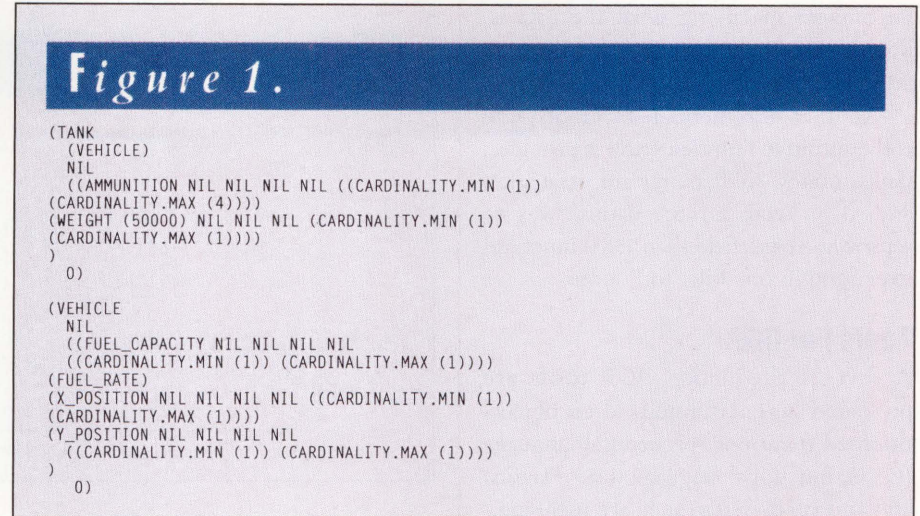 Figure 1.
(TANK
(VEHICLE)
NIL
((AMMUNITION NIL NIL NIL NIL ((CARDINALITY.MIN (1))
(CARDINALITY.MAX (4))))
(WEIGHT (50000) NIL NIL NIL (CARDINALITY.MIN (1))
(CARDINALITY.MAX (1))))
)
0)
(VEHICLE
NIL
((FUEL_CAPACITY NIL NIL NIL NIL
((CARDINALITY.MIN (1)) (CARDINALITY.MAX (1))))
(FUEL_RATE)
(X_POSITION NIL NIL NIL NIL ((CARDINALITY.MIN (1))
(CARDINALITY.MAX (1))))
(Y_POSITION NIL NIL NIL NIL
((CARDINALITY.MIN (1)) (CARDINALITY.MAX (1))))
)
0)